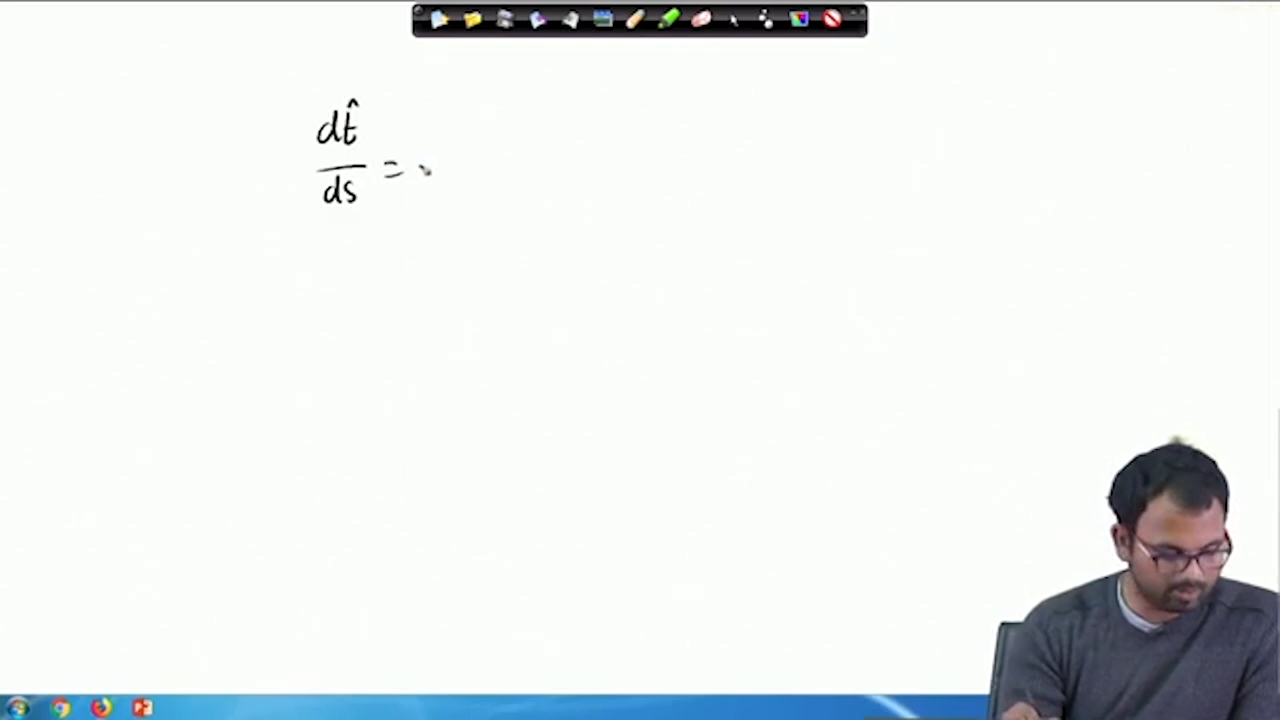 dt̂
ds =